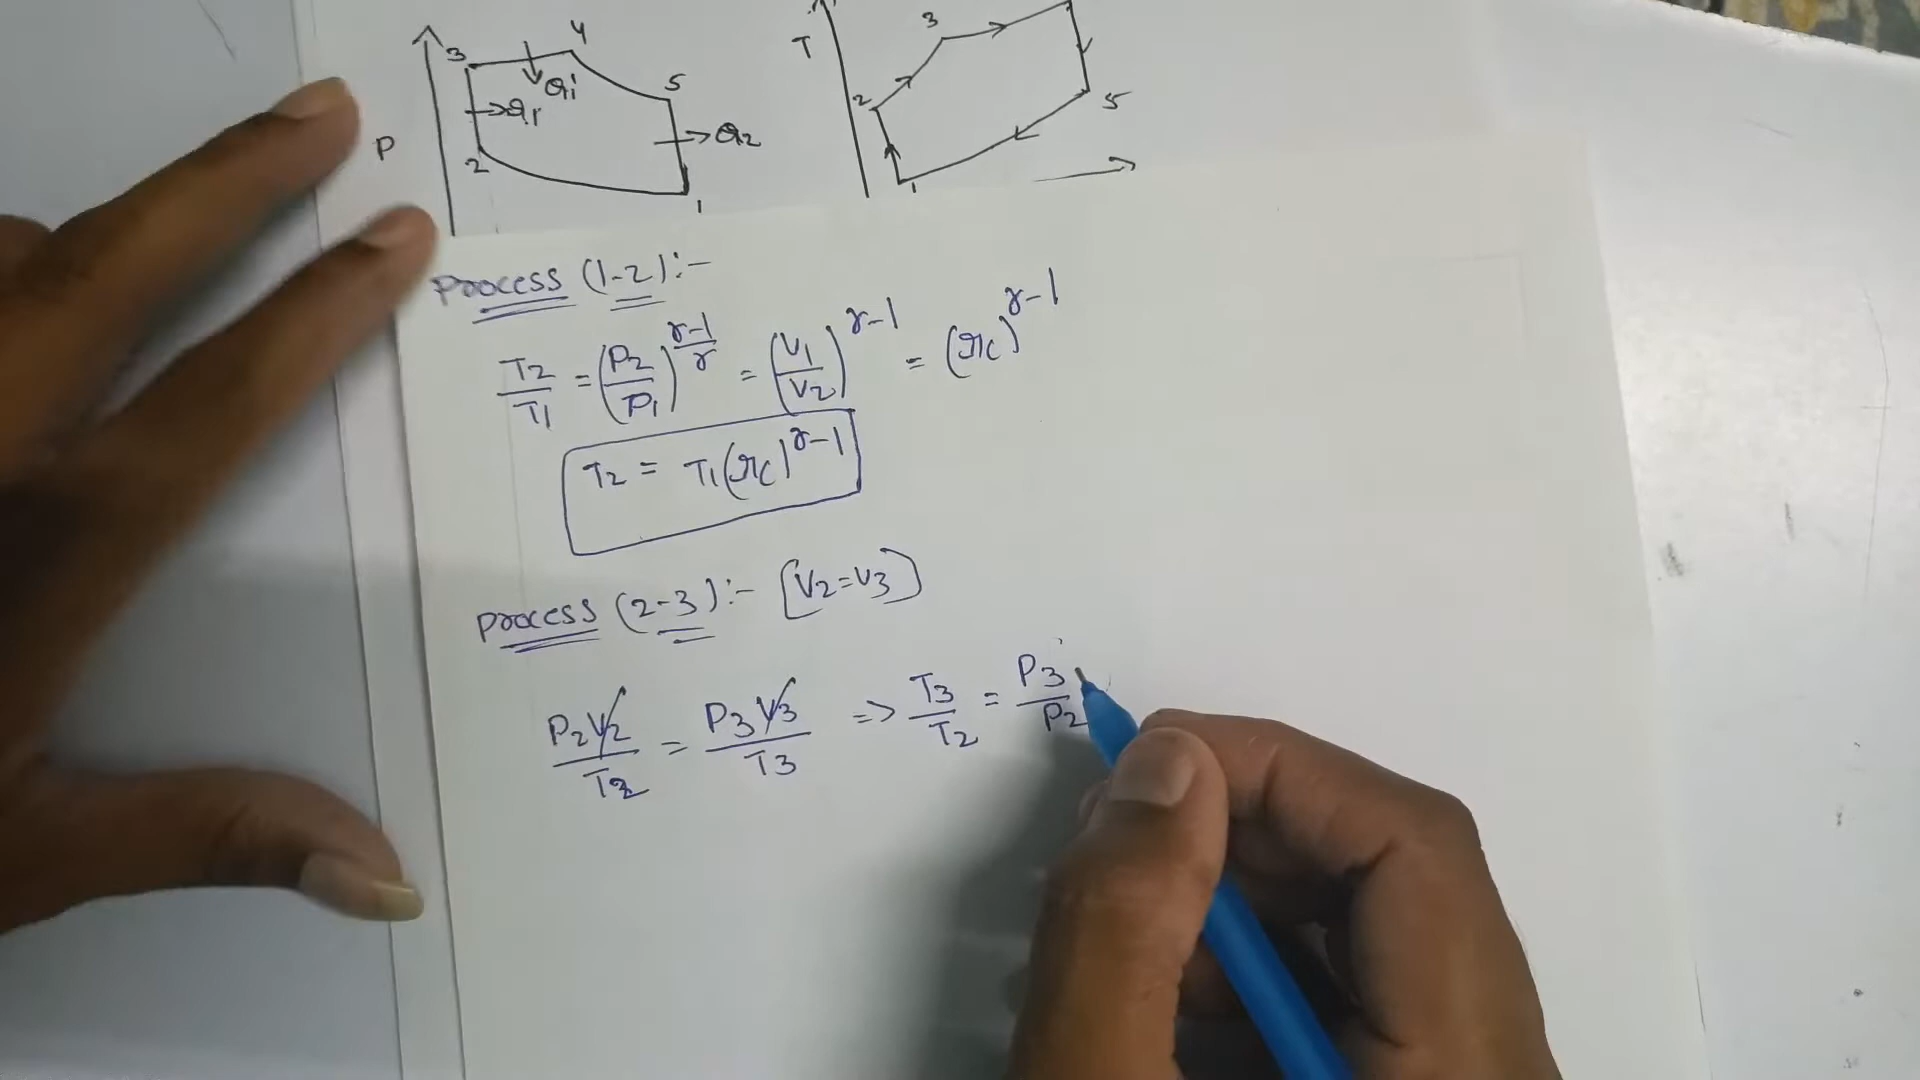 P
3
4
Qi
Q1
5
Q2
2
1
T
2
3
5
1
Process (1-2):-
T2/T1 = (P2/P1)^(γ-1)/γ = (V1/V2)^γ-1 = (rc)^γ-1
T2 = T1(rc)^γ-1
Process (2-3):- [V2=V3]
P2V2/T2 = P3V3/T3 => T3/T2 = P3/P2